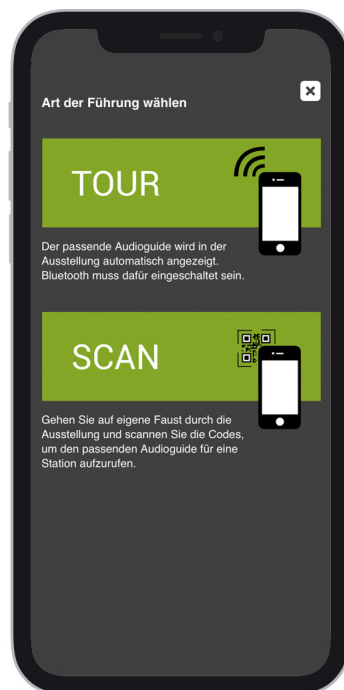 Art der Führung wählen
TOUR
Der passende Audioguide wird in der
Ausstellung automatisch angezeigt.
Bluetooth muss dafür eingeschaltet sein.
SCAN
Gehen Sie auf eigene Faust durch die
Ausstellung und scannen Sie die Codes,
um den passenden Audioguide für eine
Station aufzurufen.